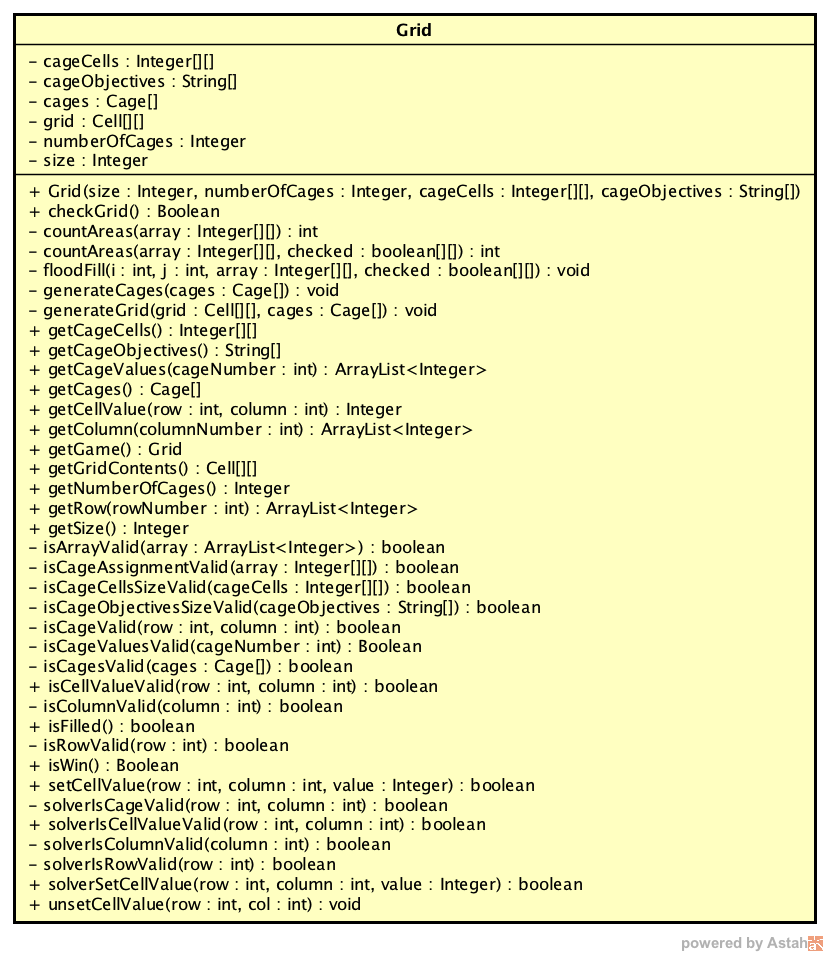 Grid
- cageCells : Integer[][]
- cageObjectives : String[]
- cages : Cage[]
- grid : Cell[][]
- numberOfCages : Integer
- size : Integer
+ Grid(size : Integer, numberOfCages : Integer, cageCells : Integer[][], cageObjectives : String[])
+ checkGrid() : Boolean
- countAreas(array : Integer[][]) : int
- countAreas(array : Integer[][], checked : boolean[][]) : int
- floodFill(i : int, j : int, array : Integer[][], checked : boolean[][]) : void
- generateCages(cages : Cage[]) : void
- generateGrid(grid : Cell[][], cages : Cage[]) : void
+ getCageCells() : Integer[][]
+ getCageObjectives() : String[]
+ getCageValues(cageNumber : int) : ArrayList<Integer>
+ getCages() : Cage[]
+ getCellValue(row : int, column : int) : Integer
+ getColumn(columnNumber : int) : ArrayList<Integer>
+ getGame() : Grid
+ getGridContents() : Cell[][]
+ getNumberOfCages() : Integer
+ getRow(rowNumber : int) : ArrayList<Integer>
+ getSize() : Integer
- isArrayValid(array : ArrayList<Integer>) : boolean
- isCageAssignmentValid(array : Integer[][]) : boolean
- isCageCellsSizeValid(cageCells : Integer[][]) : boolean
- isCageObjectivesSizeValid(cageObjectives : String[]) : boolean
- isCageValid(row : int, column : int) : boolean
- isCageValuesValid(cageNumber : int) : Boolean
- isCagesValid(cages : Cage[]) : boolean
+ isCellValueValid(row : int, column : int) : boolean
- isColumnValid(column : int) : boolean
+ isFilled() : boolean
- isRowValid(row : int) : boolean
+ isWin() : Boolean
+ setCellValue(row : int, column : int, value : Integer) : boolean
- solverIsCageValid(row : int, column : int) : boolean
+ solverIsCellValueValid(row : int, column : int) : boolean
- solverIsColumnValid(column : int) : boolean
- solverIsRowValid(row : int) : boolean
+ solverSetCellValue(row : int, column : int, value : Integer) : boolean
+ unsetCellValue(row : int, col : int) : void
powered by Astah